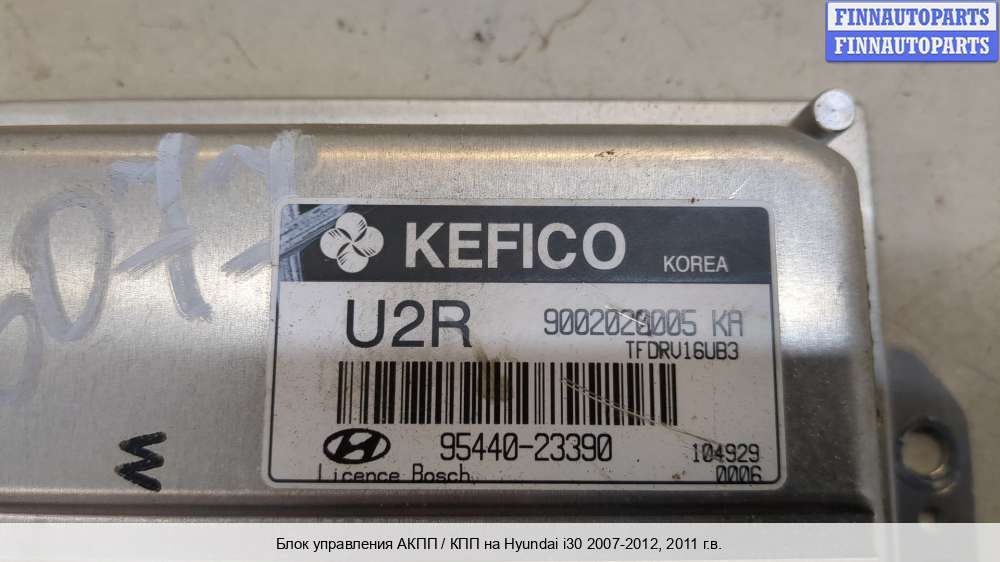 FINNAUTOPARTS
FINNAUTOPARTS
077
KEFICO
KOREA
U2R
9002020005 KA
TFDRV16UB3
95440-23390
104929
Licence Bosch
0006
Блок управления АКПП / КПП на Hyundai i30 2007-2012, 2011 г.в.